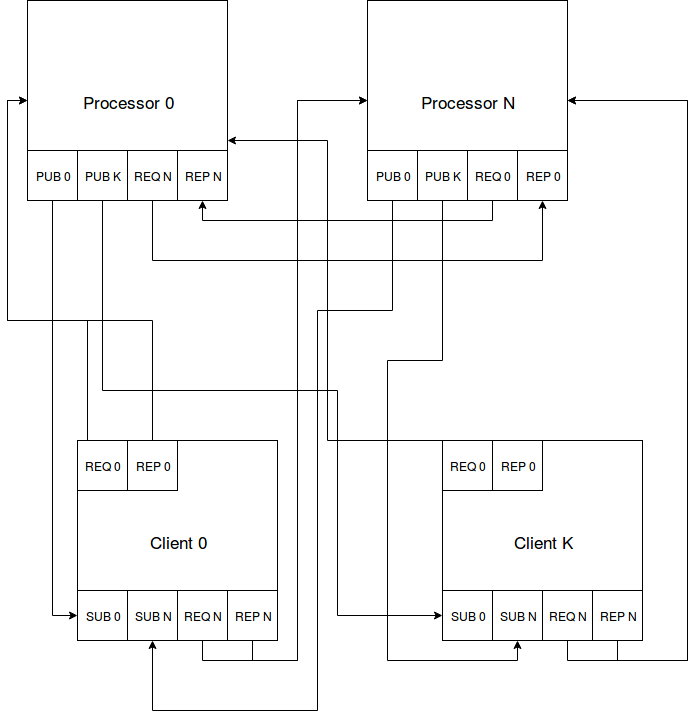 Processor 0
Processor N
PUB 0 PUB K REQ N REP N
PUB 0 PUB K REQ 0 REP 0
REQ 0 REP 0
REQ 0 REP 0
Client 0
Client K
SUB 0 SUB N REQ N REP N
SUB 0 SUB N REQ N REP N